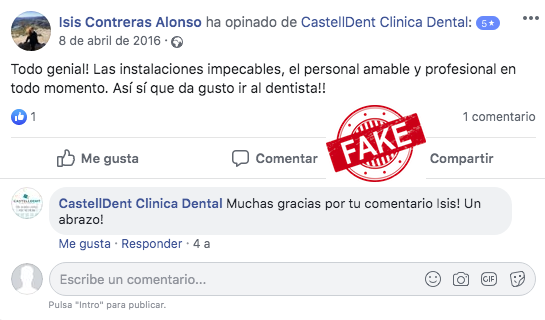 Isis Contreras Alonso ha opinado de CastellDent Clinica Dental: 5★
8 de abril de 2016 ·
Todo genial! Las instalaciones impecables, el personal amable y profesional en
todo momento. Así sí que da gusto ir al dentista!!
1
1 comentario
Me gusta
Comentar
FAKE
Compartir
CASTELLDENT
CastellDent Clinica Dental Muchas gracias por tu comentario Isis! Un
abrazo!
Me gusta · Responder · 4 a
Escribe un comentario...
GIF
Pulsa "Intro" para publicar.